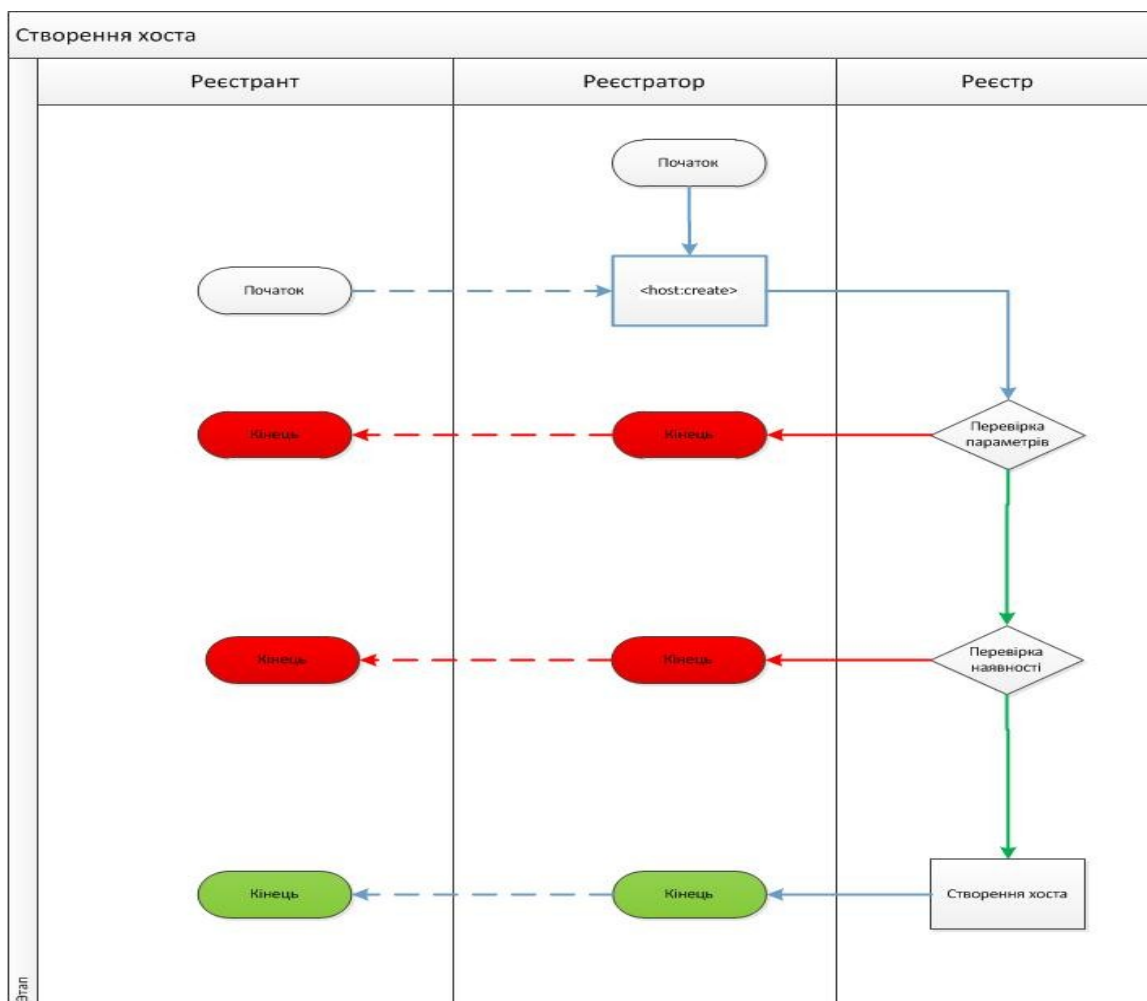 Створення хоста
Реєстрант
Реєстратор
Реєстр
Початок
Початок
<host:create>
Кінець
Кінець
Перевірка
параметрів
Кінець
Кінець
Перевірка
наявності
Кінець
Кінець
Створення хоста
Этап